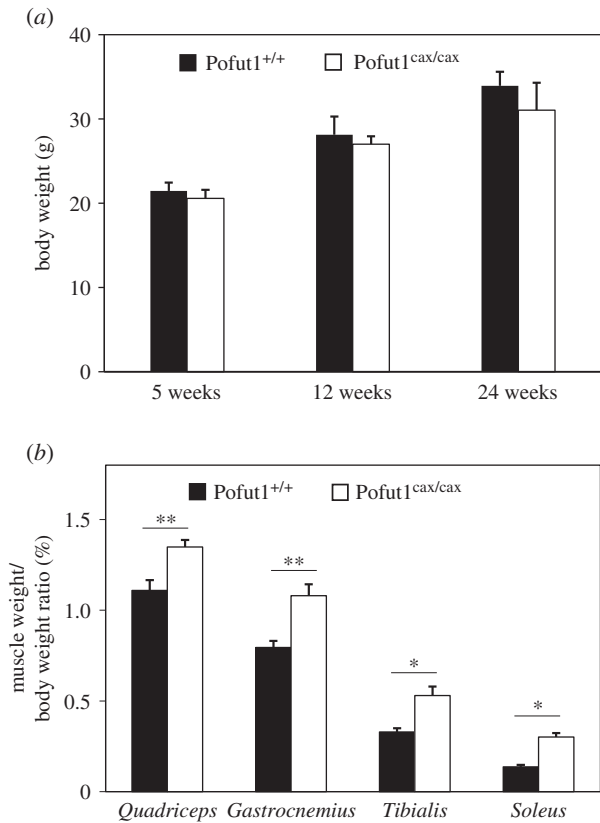 (a)
Pofut1+/+ Pofut1cax/cax
40
30
20
10
0
body weight (g)
5 weeks 12 weeks 24 weeks
(b)
Pofut1+/+ Pofut1cax/cax
1.5
1.0
0.5
0
muscle weight/
body weight ratio (%)
** ** * *
Quadriceps Gastrocnemius Tibialis Soleus